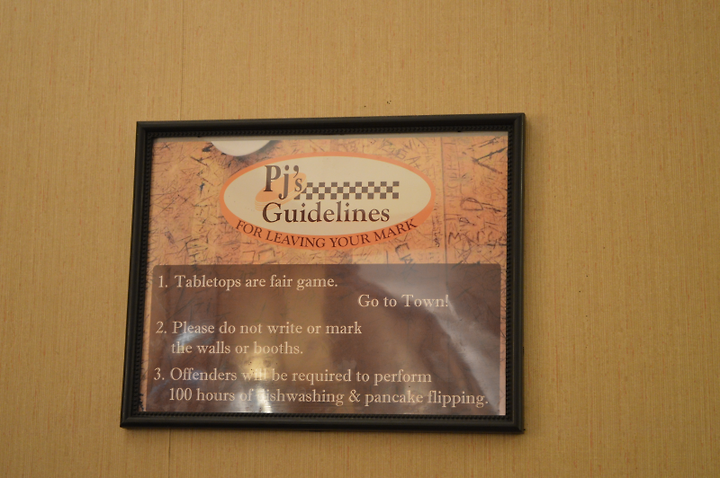 Pj's
Guidelines
FOR LEAVING YOUR MARK
1. Tabletops are fair game.
Go to Town!
2. Please do not write or mark
the walls or booths.
3. Offenders will be required to perform
100 hours of dishwashing & pancake flipping.